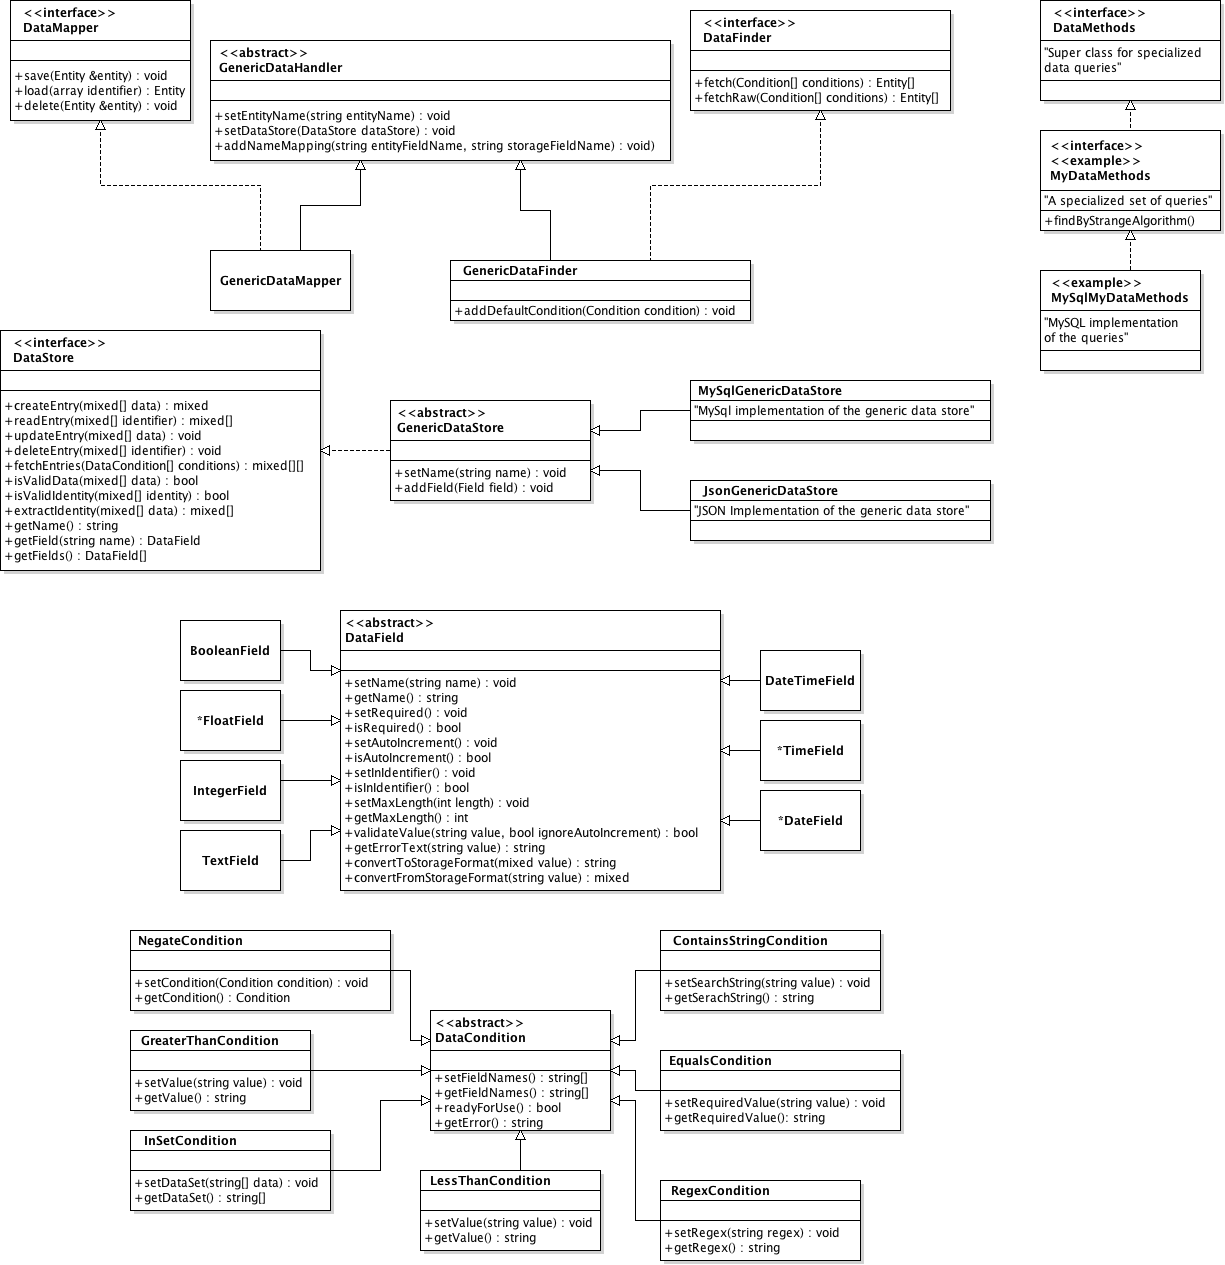 <<interface>>
DataMapper
+save(Entity &entity) : void
+load(array identifier) : Entity
+delete(Entity &entity) : void
<<abstract>>
GenericDataHandler
+setEntityName(string entityName) : void
+setDataStore(DataStore dataStore) : void
+addNameMapping(string entityFieldName, string storageFieldName) : void)
<<interface>>
DataFinder
+fetch(Condition[] conditions) : Entity[]
+fetchRaw(Condition[] conditions) : Entity[]
<<interface>>
DataMethods
"Super class for specialized
data queries"
<<interface>>
<<example>>
MyDataMethods
"A specialized set of queries"
+findByStrangeAlgorithm()
GenericDataMapper
GenericDataFinder
+addDefaultCondition(Condition condition) : void
<<example>>
MySqlMyDataMethods
"MySQL implementation
of the queries"
<<interface>>
DataStore
+createEntry(mixed[] data) : mixed
+readEntry(mixed[] identifier) : mixed[]
+updateEntry(mixed[] data) : void
+deleteEntry(mixed[] identifier) : void
+fetchEntries(DataCondition[] conditions) : mixed[][]
+isValidData(mixed[] data) : bool
+isValidIdentity(mixed[] identity) : bool
+extractIdentity(mixed[] data) : mixed[]
+getName() : string
+getField(string name) : DataField
+getFields() : DataField[]
<<abstract>>
GenericDataStore
+setName(string name) : void
+addField(Field field) : void
MySqlGenericDataStore
"MySql implementation of the generic data store"
JsonGenericDataStore
"JSON Implementation of the generic data store"
BooleanField
*FloatField
IntegerField
TextField
<<abstract>>
DataField
+setName(string name) : void
+getName() : string
+setRequired() : void
+isRequired() : bool
+setAutoIncrement() : void
+isAutoIncrement() : bool
+setInIdentifier() : void
+isInIdentifier() : bool
+setMaxLength(int length) : void
+getMaxLength() : int
+validateValue(string value, bool ignoreAutoIncrement) : bool
+getErrorText(string value) : string
+convertToStorageFormat(mixed value) : string
+convertFromStorageFormat(string value) : mixed
DateTimeField
*TimeField
*DateField
NegateCondition
+setCondition(Condition condition) : void
+getCondition() : Condition
GreaterThanCondition
+setValue(string value) : void
+getValue() : string
InSetCondition
+setDataSet(string[] data) : void
+getDataSet() : string[]
<<abstract>>
DataCondition
+setFieldNames() : string[]
+getFieldNames() : string[]
+readyForUse() : bool
+getError() : string
LessThanCondition
+setValue(string value) : void
+getValue() : string
ContainsStringCondition
+setSearchString(string value) : void
+getSerachString() : string
EqualsCondition
+setRequiredValue(string value) : void
+getRequiredValue(): string
RegexCondition
+setRegex(string regex) : void
+getRegex() : string